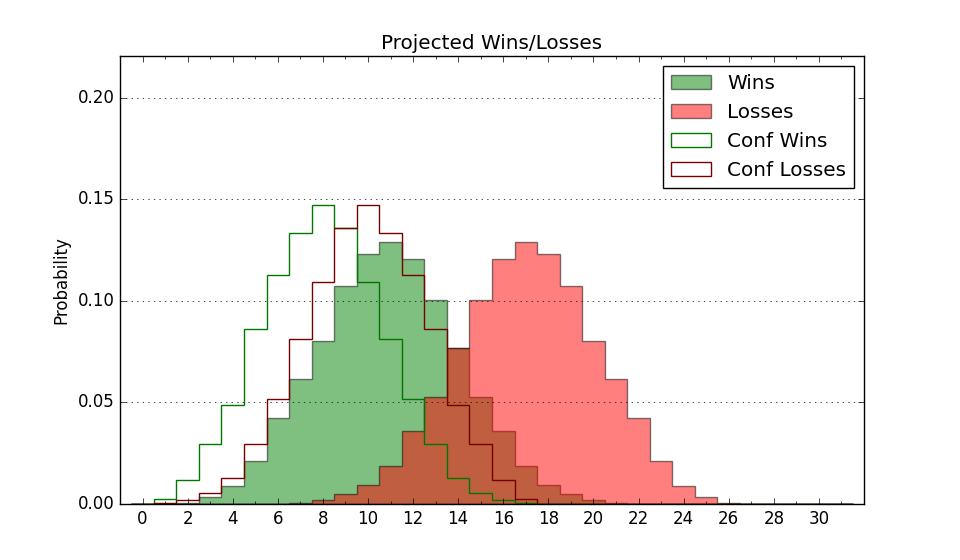 Projected Wins/Losses
Wins
Losses
Conf Wins
Conf Losses
Probability
0.20
0.15
0.10
0.05
0.00
0 2 4 6 8 10 12 14 16 18 20 22 24 26 28 30